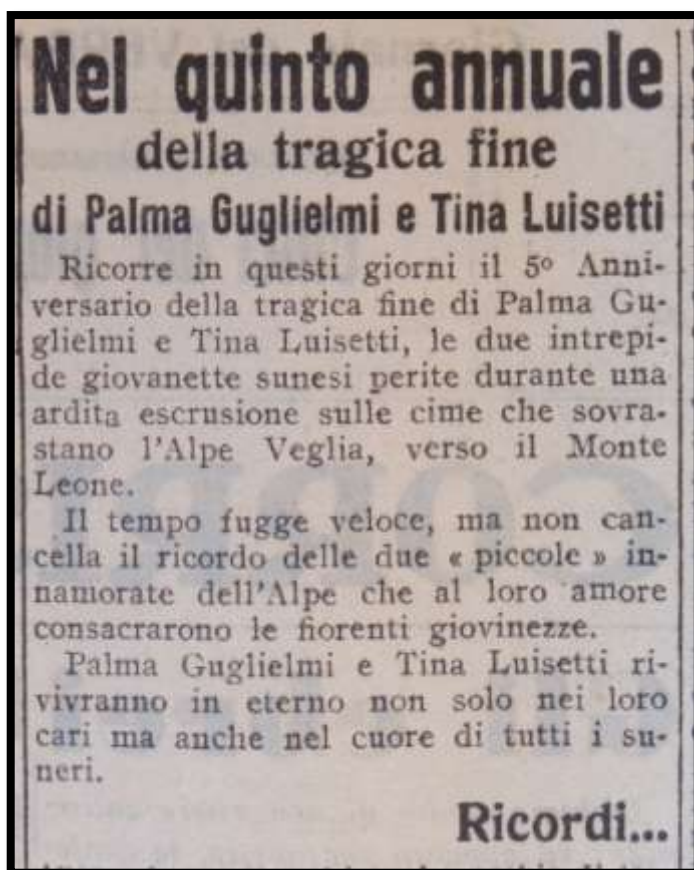 Nel quinto annuale
della tragica fine
di Palma Guglielmi e Tina Luisetti
Ricorre in questi giorni il 5º Anni-
versario della tragica fine di Palma Gu-
glielmi e Tina Luisetti, le due intrepi-
de giovanette sunesi perite durante una
ardita escrusione sulle cime che sovra-
stano l'Alpe Veglia, verso il Monte
Leone.
Il tempo fugge veloce, ma non can-
cella il ricordo delle due « piccole » in-
namorate dell'Alpe che al loro amore
consacrarono le fiorenti giovinezze.
Palma Guglielmi e Tina Luisetti ri-
vivranno in eterno non solo nei loro
cari ma anche nel cuore di tutti i su-
neri.
Ricordi...